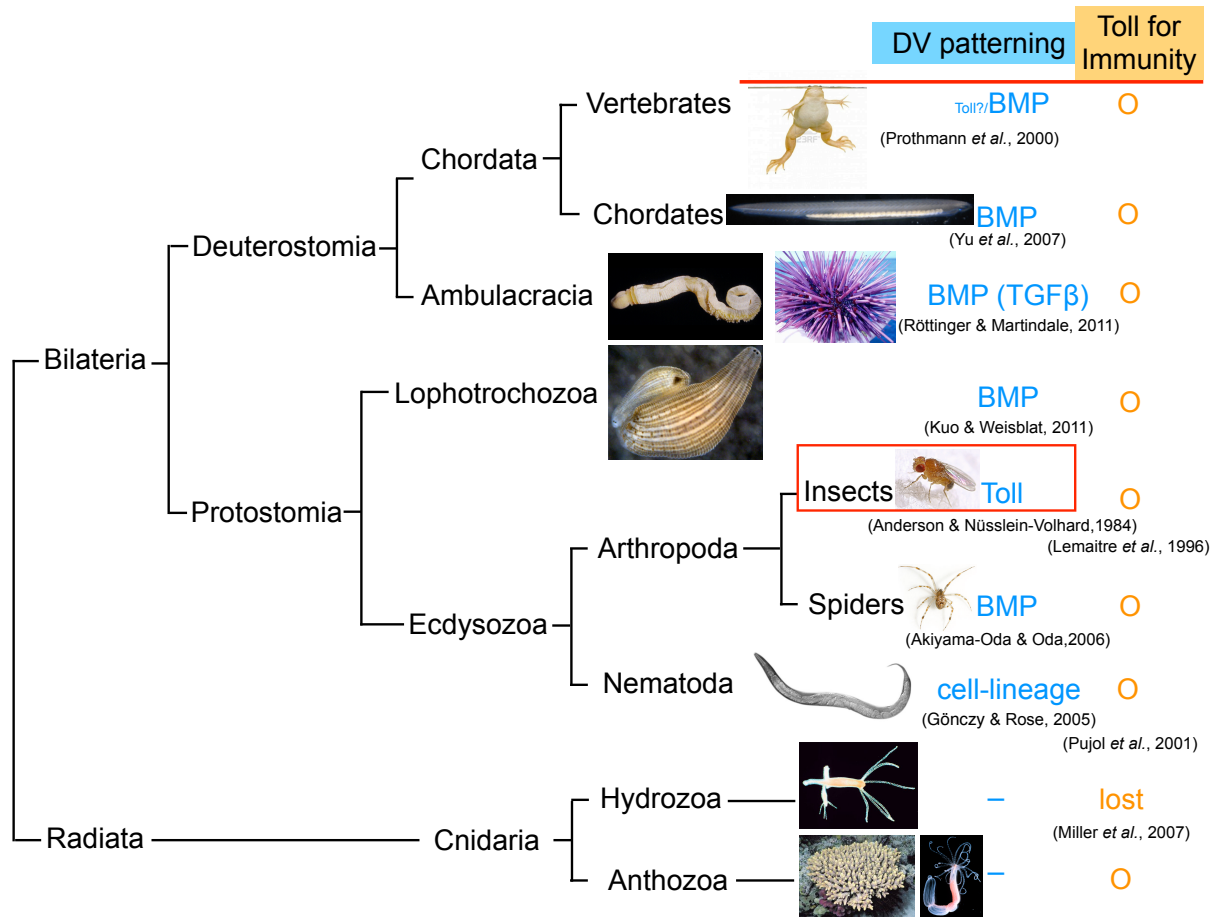 DV patterning
Toll for
Immunity
Vertebrates
Toll?/BMP
O
(Prothmann et al., 2000)
Chordata
Chordates
BMP
O
(Yu et al., 2007)
Deuterostomia
Ambulacracia
BMP (TGFβ)
O
(Röttinger & Martindale, 2011)
Bilateria
Lophotrochozoa
BMP
O
(Kuo & Weisblat, 2011)
Insects
Toll
O
(Anderson & Nüsslein-Volhard,1984)
(Lemaitre et al., 1996)
Protostomia
Arthropoda
Spiders
BMP
O
(Akiyama-Oda & Oda,2006)
Ecdysozoa
Nematoda
cell-lineage
O
(Gönczy & Rose, 2005)
(Pujol et al., 2001)
Hydrozoa
–
lost
(Miller et al., 2007)
Radiata
Cnidaria
Anthozoa
–
O